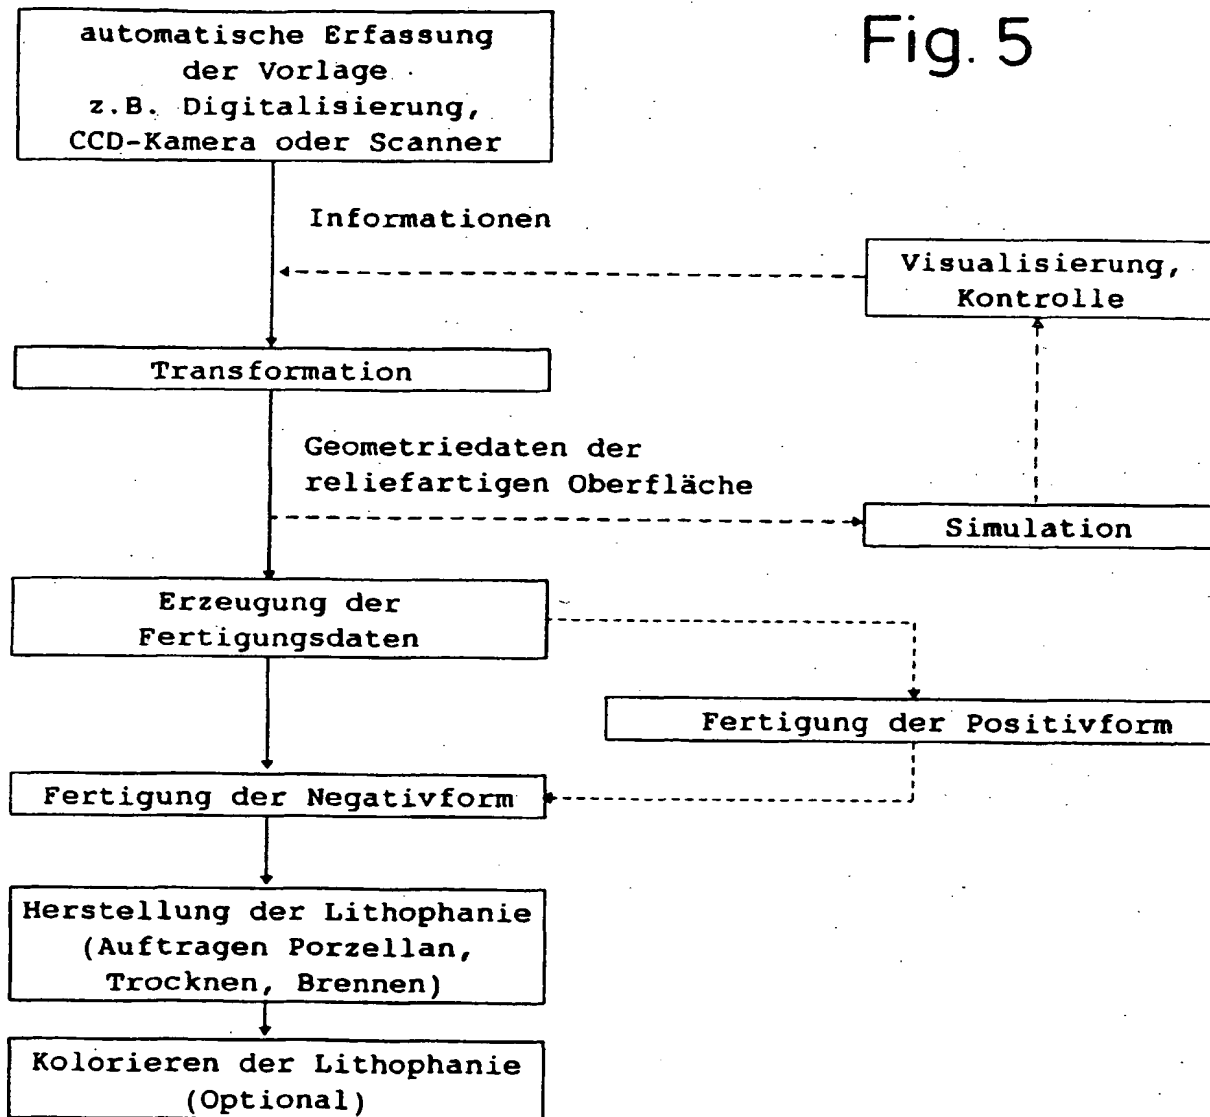 Fig. 5
automatische Erfassung
der Vorlage
z.B. Digitalisierung,
CCD-Kamera oder Scanner
Informationen
Visualisierung,
Kontrolle
Transformation
Geometriedaten der
reliefartigen Oberfläche
Simulation
Erzeugung der
Fertigungsdaten
Fertigung der Positivform
Fertigung der Negativform
Herstellung der Lithophanie
(Auftragen Porzellan,
Trocknen, Brennen)
Kolorieren der Lithophanie
(Optional)